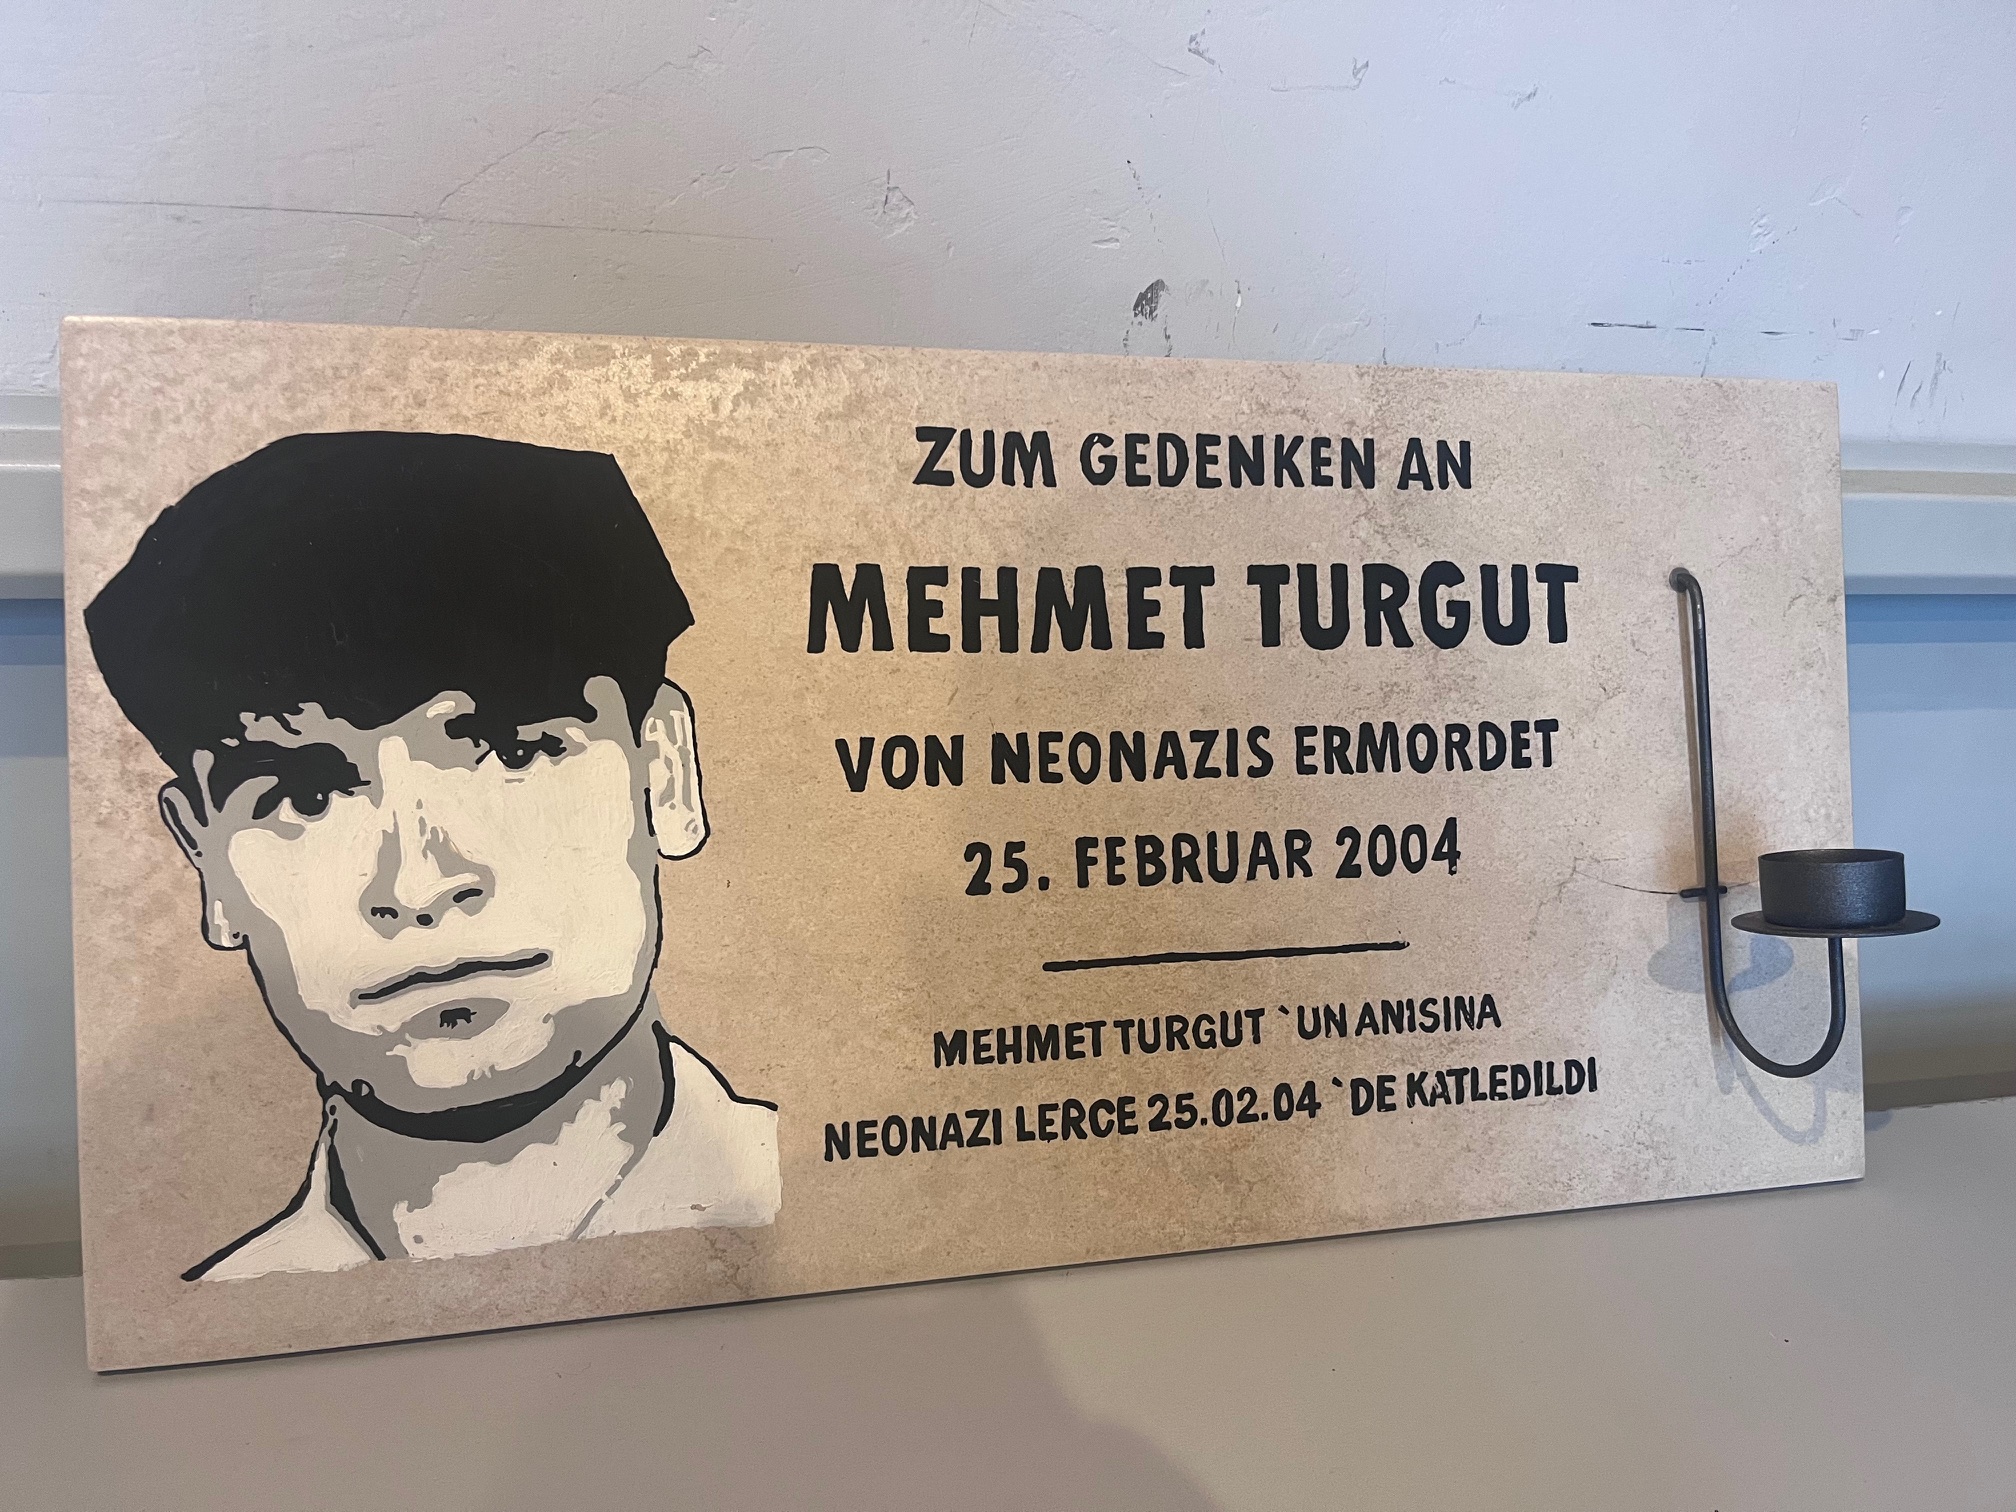 ZUM GEDENKEN AN
MEHMET TURGUT
VON NEONAZIS ERMORDET
25. FEBRUAR 2004
MEHMET TURGUT `UN ANISINA
NEONAZI LERCE 25.02.04 `DE KATLEDILDI